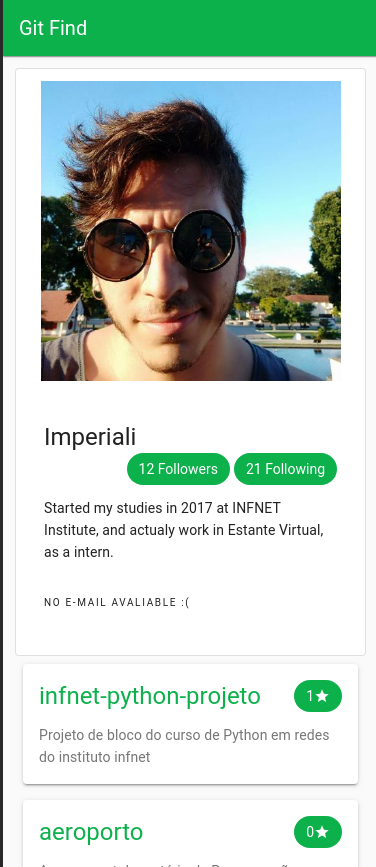 Git Find
Imperiali
12 Followers
21 Following
Started my studies in 2017 at INFNET
Institute, and actualy work in Estante Virtual,
as a intern.
NO E-MAIL AVALIABLE :(
infnet-python-projeto
1★
Projeto de bloco do curso de Python em redes
do instituto infnet
aeroporto
0★